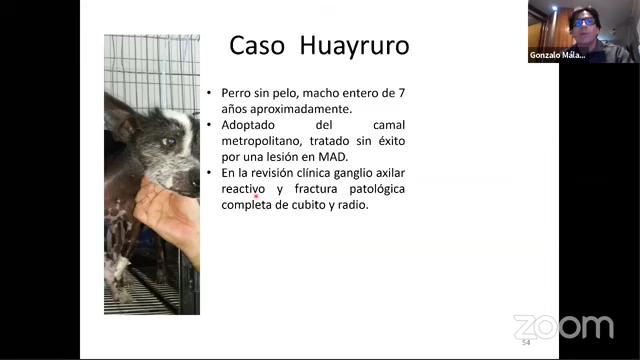 Caso Huayruro
Gonzalo Mála...
• Perro sin pelo, macho entero de 7
años aproximadamente.
• Adoptado del camal
metropolitano, tratado sin éxito
por una lesión en MAD.
• En la revisión clínica ganglio axilar
reactivo y fractura patológica
completa de cubito y radio.
zoom
54